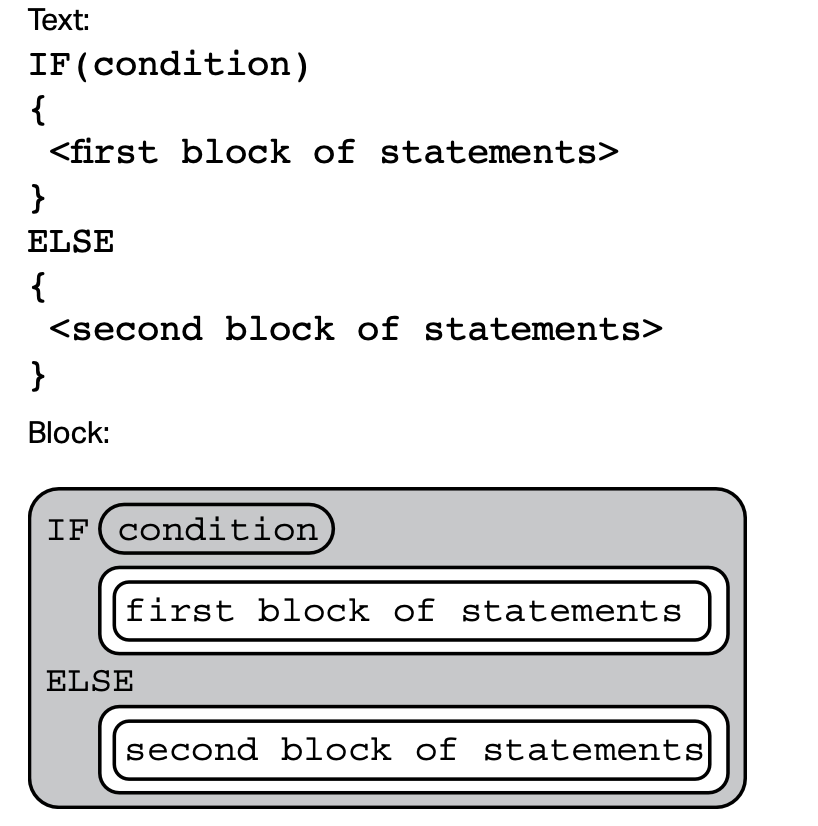 Text:
IF(condition)
{
<first block of statements>
}
ELSE
{
<second block of statements>
}
Block:
IF condition
first block of statements
ELSE
second block of statements